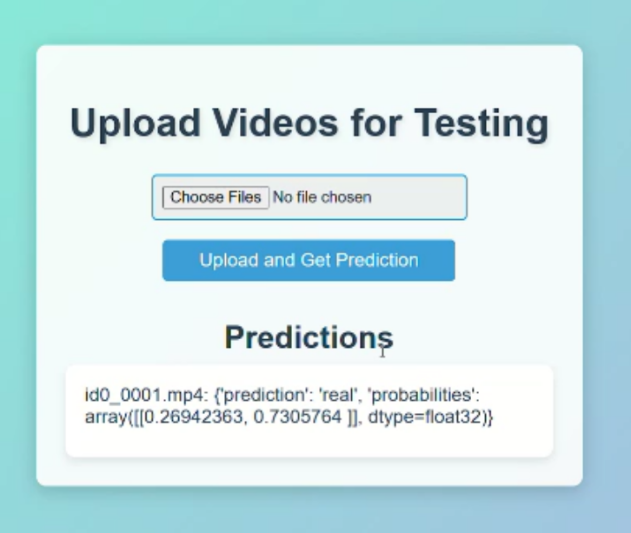 Upload Videos for Testing
Choose Files No file chosen
Upload and Get Prediction
Predictions
id0_0001.mp4: {'prediction': 'real', 'probabilities':
array([[0.26942363, 0.7305764 ]], dtype=float32)}